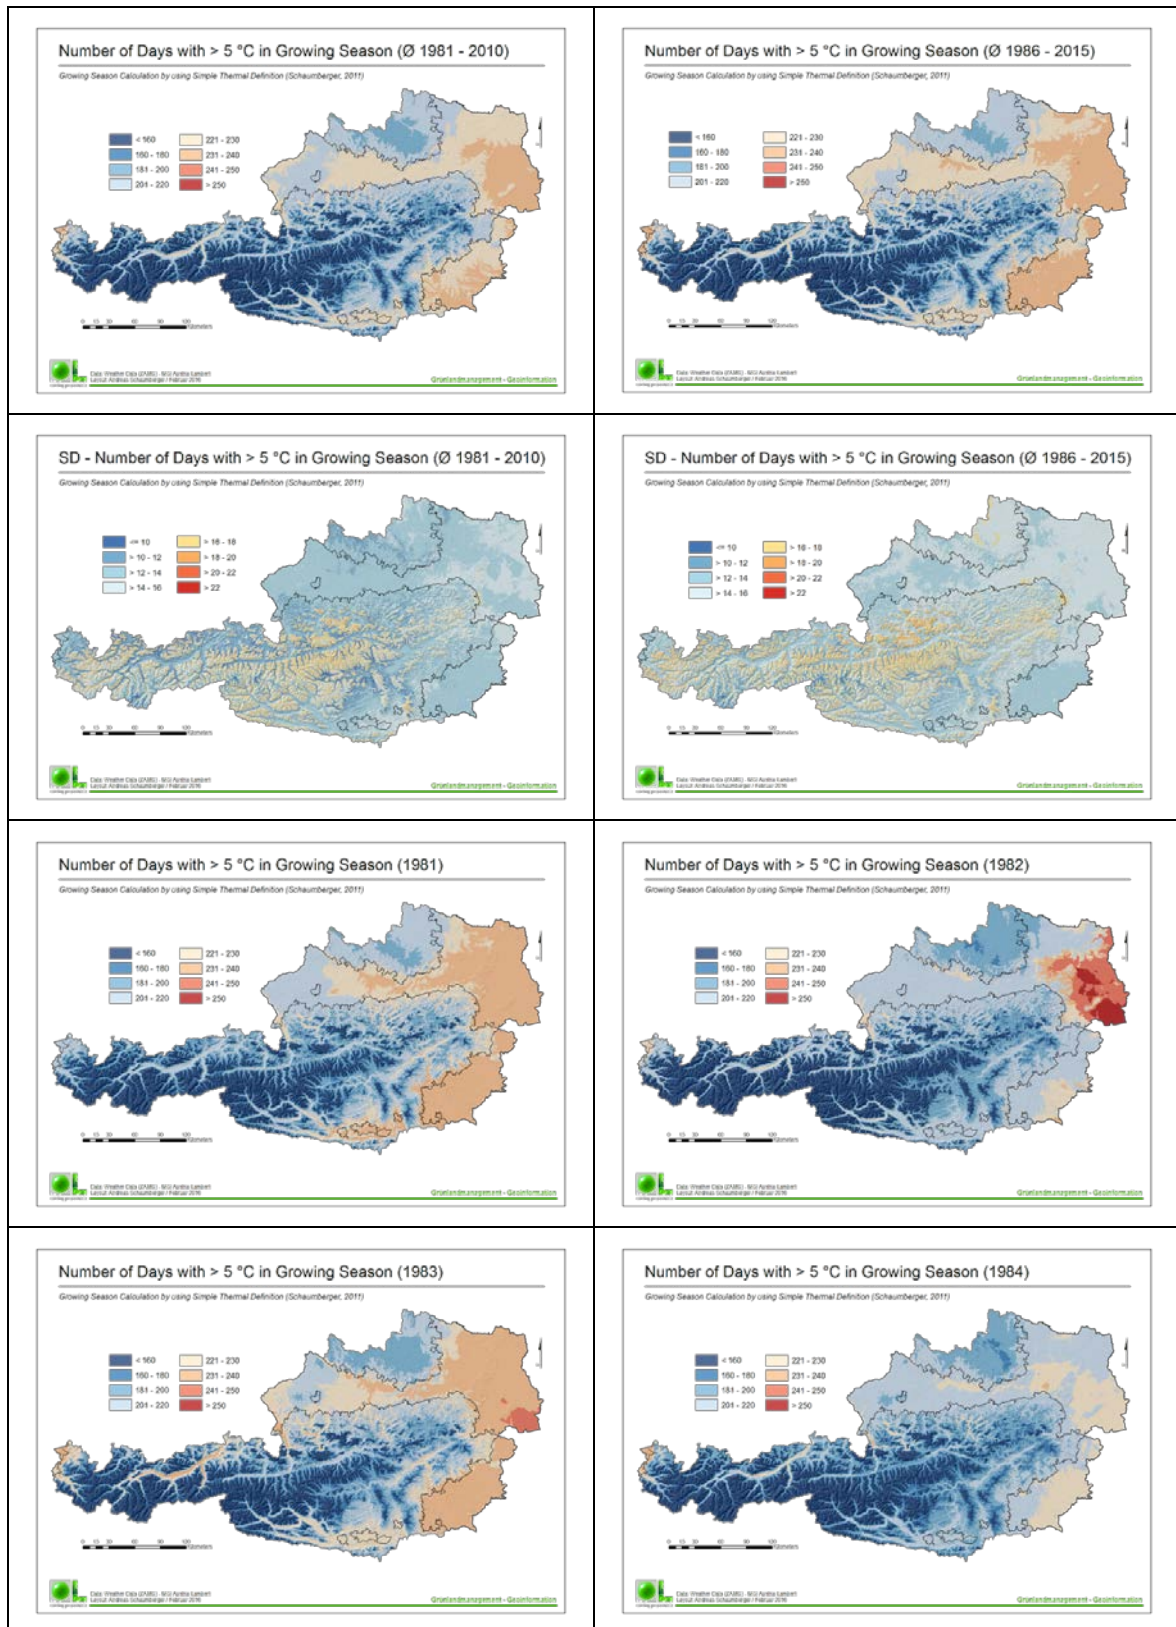 Number of Days with > 5 °C in Growing Season (Ø 1981 - 2010)
Growing Season Calculation by using Simple Thermal Definition (Schaumberger, 2011)
< 160
221 - 230
160 - 180
231 - 240
181 - 200
241 - 250
201 - 220
> 250
Grünlandmanagement - Geoinformation
Number of Days with > 5 °C in Growing Season (Ø 1986 - 2015)
Growing Season Calculation by using Simple Thermal Definition (Schaumberger, 2011)
< 160
221 - 230
160 - 180
231 - 240
181 - 200
241 - 250
201 - 220
> 250
Grünlandmanagement - Geoinformation
SD - Number of Days with > 5 °C in Growing Season (Ø 1981 - 2010)
Growing Season Calculation by using Simple Thermal Definition (Schaumberger, 2011)
<= 10
> 16 - 18
> 10 - 12
> 18 - 20
> 12 - 14
> 20 - 22
> 14 - 16
> 22
Grünlandmanagement - Geoinformation
SD - Number of Days with > 5 °C in Growing Season (Ø 1986 - 2015)
Growing Season Calculation by using Simple Thermal Definition (Schaumberger, 2011)
<= 10
> 16 - 18
> 10 - 12
> 18 - 20
> 12 - 14
> 20 - 22
> 14 - 16
> 22
Grünlandmanagement - Geoinformation
Number of Days with > 5 °C in Growing Season (1981)
Growing Season Calculation by using Simple Thermal Definition (Schaumberger, 2011)
< 160
221 - 230
160 - 180
231 - 240
181 - 200
241 - 250
201 - 220
> 250
Grünlandmanagement - Geoinformation
Number of Days with > 5 °C in Growing Season (1982)
Growing Season Calculation by using Simple Thermal Definition (Schaumberger, 2011)
< 160
221 - 230
160 - 180
231 - 240
181 - 200
241 - 250
201 - 220
> 250
Grünlandmanagement - Geoinformation
Number of Days with > 5 °C in Growing Season (1983)
Growing Season Calculation by using Simple Thermal Definition (Schaumberger, 2011)
< 160
221 - 230
160 - 180
231 - 240
181 - 200
241 - 250
201 - 220
> 250
Grünlandmanagement - Geoinformation
Number of Days with > 5 °C in Growing Season (1984)
Growing Season Calculation by using Simple Thermal Definition (Schaumberger, 2011)
< 160
221 - 230
160 - 180
231 - 240
181 - 200
241 - 250
201 - 220
> 250
Grünlandmanagement - Geoinformation